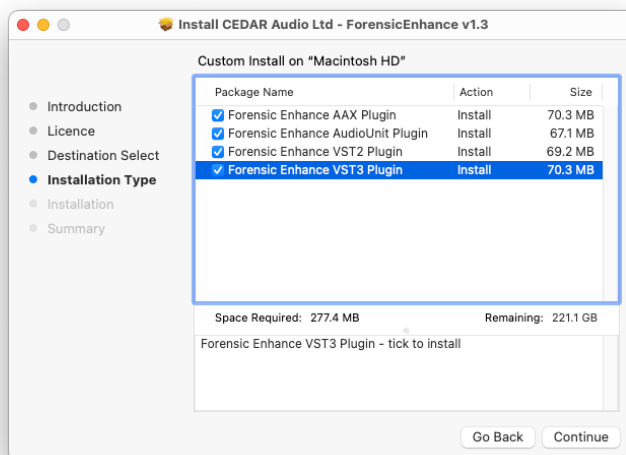 Install CEDAR Audio Ltd - ForensicEnhance v1.3
Custom Install on “Macintosh HD”
Introduction
Licence
Destination Select
Installation Type
Installation
Summary
Package Name Action Size
Forensic Enhance AAX Plugin Install 70.3 MB
Forensic Enhance AudioUnit Plugin Install 67.1 MB
Forensic Enhance VST2 Plugin Install 69.2 MB
Forensic Enhance VST3 Plugin Install 70.3 MB
Space Required: 277.4 MB Remaining: 221.1 GB
Forensic Enhance VST3 Plugin - tick to install
Go Back Continue